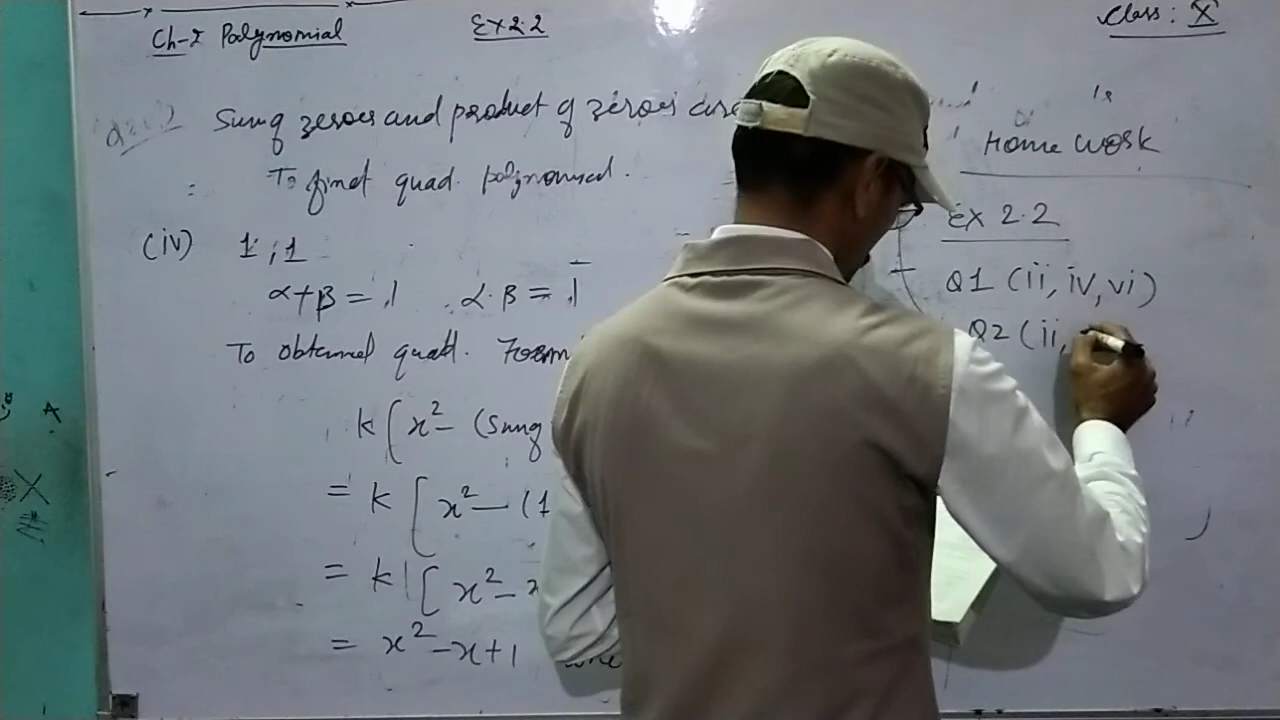 Ch-2 Polynomial Ex 2.2 Class: X
Sum of zeroes and product of zeroes are
To find quad. polynomial.
(iv) 1, 1
α+β = 1 α.β = 1
To obtained quad. Form
k[x²- (Sum of
= k [x² - (1
= k [x² - x
= x² - x + 1
Home work
Ex 2.2
Q1 (ii, iv, vi)
Q2 (ii,